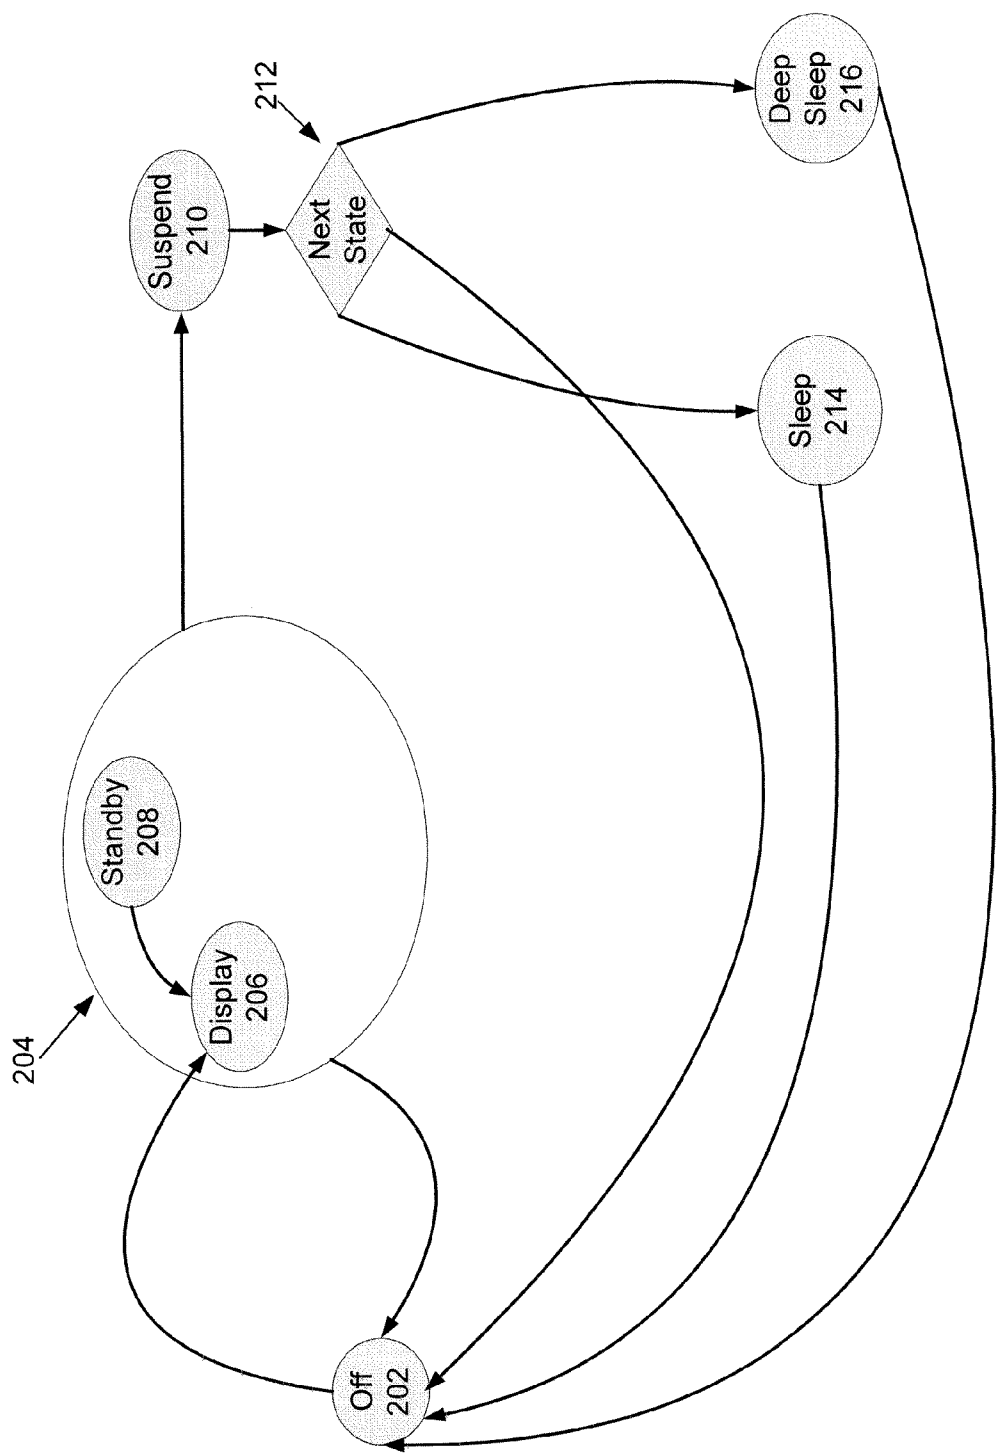 204
Standby
208
Display
206
Off
202
Suspend
210
212
Next
State
Sleep
214
Deep
Sleep
216